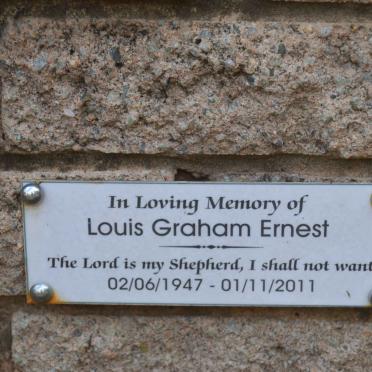 In Loving Memory of
Louis Graham Ernest
The Lord is my Shepherd, I shall not want
02/06/1947 - 01/11/2011